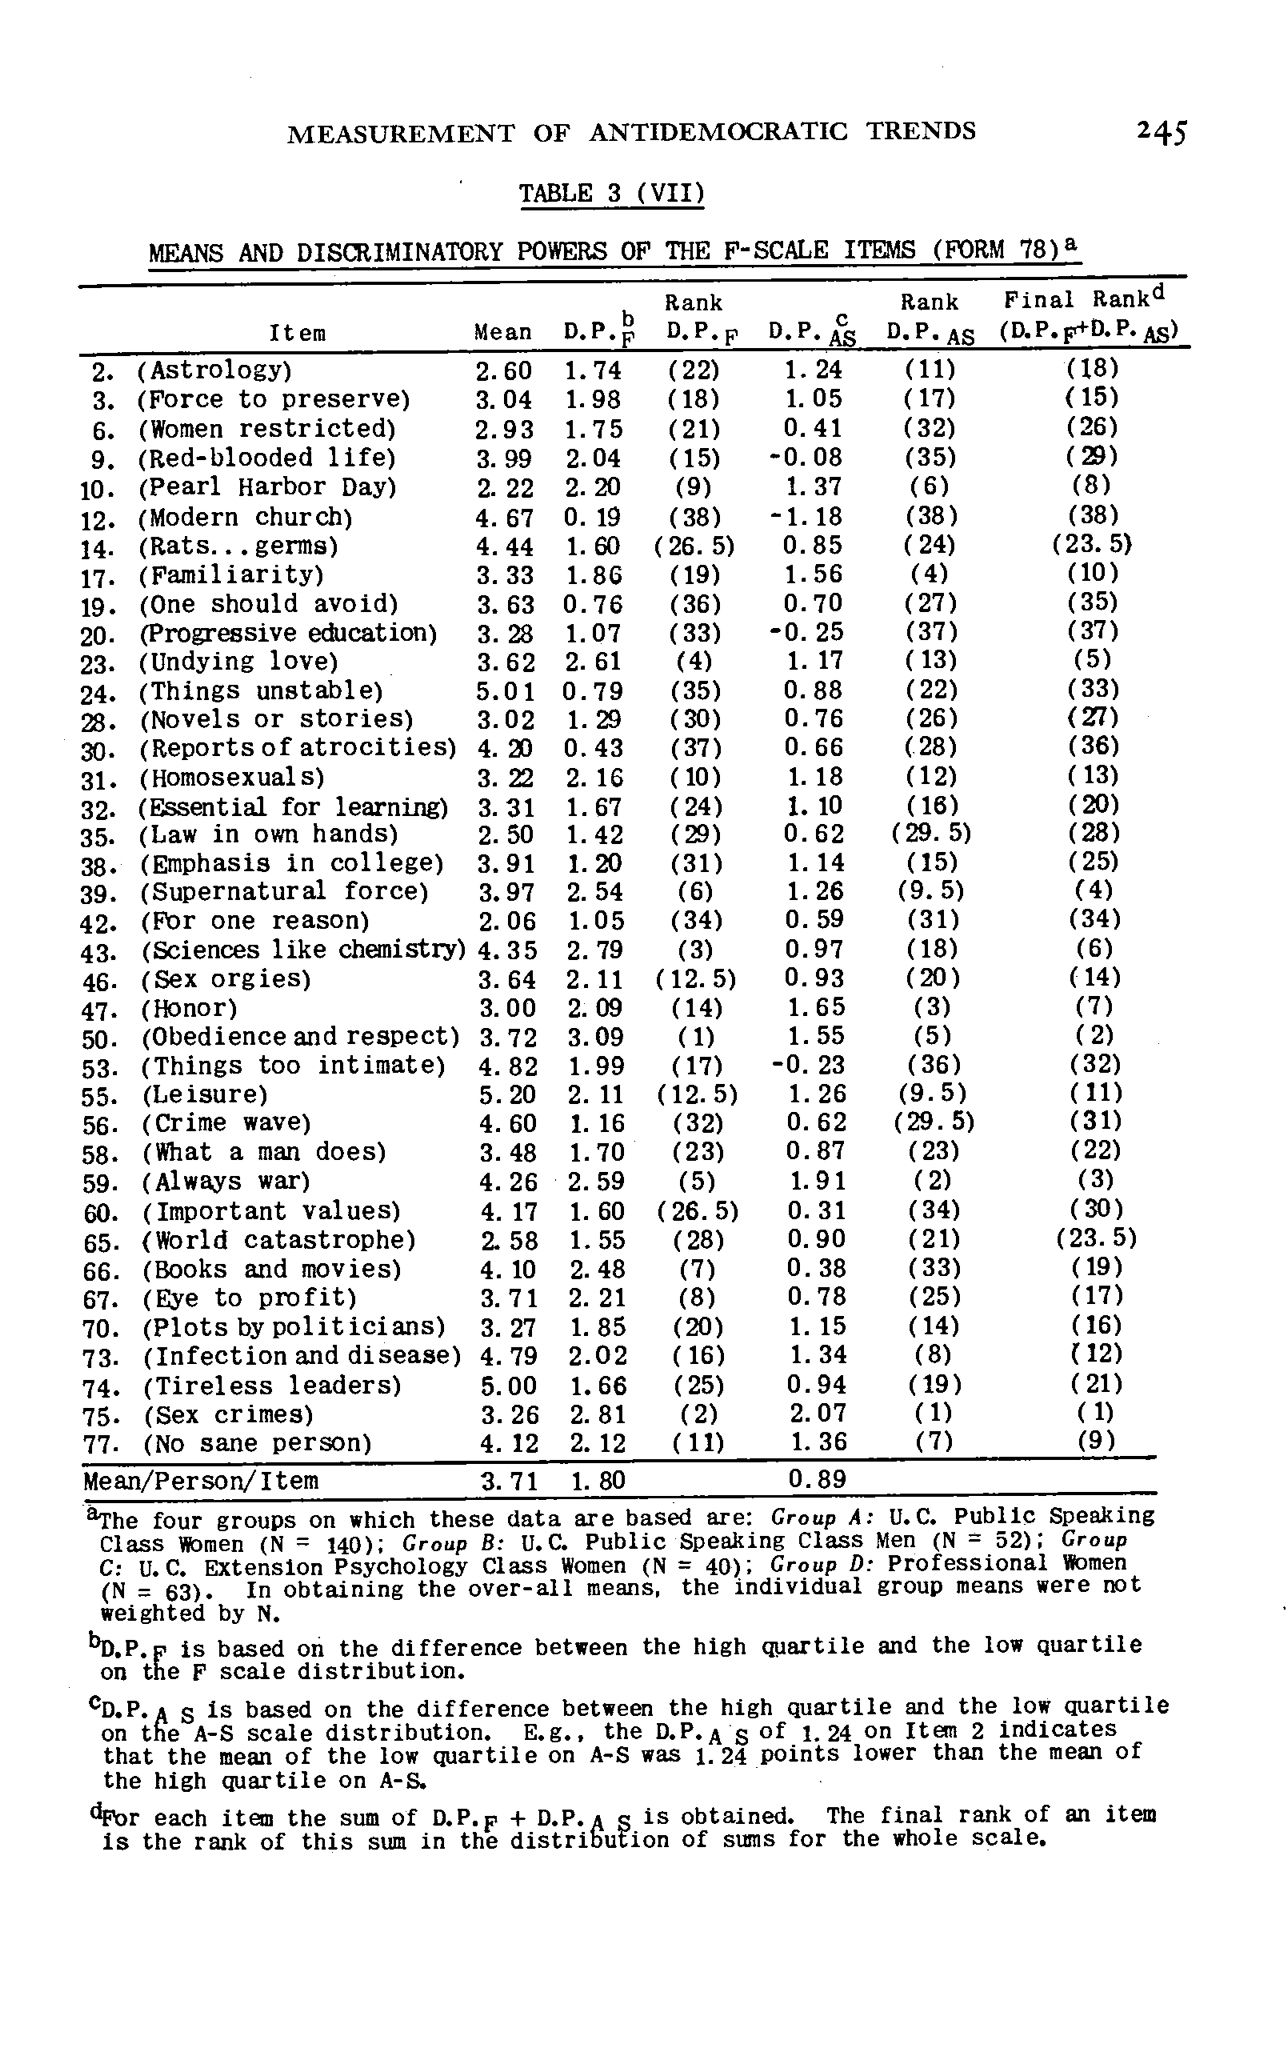 MEASUREMENT OF ANTIDEMOCRATIC TRENDS 245
TABLE 3 (VII)
MEANS AND DISCRIMINATORY POWERS OF THE F-SCALE ITEMS (FORM 78)a
Rank Rank Final Rankd
Item Mean D.P.Fb D.P.F D.P.ASc D.P.AS (D.P.F+D.P.AS)
2. (Astrology) 2.60 1.74 (22) 1.24 (11) (18)
3. (Force to preserve) 3.04 1.98 (18) 1.05 (17) (15)
6. (Women restricted) 2.93 1.75 (21) 0.41 (32) (26)
9. (Red-blooded life) 3.99 2.04 (15) -0.08 (35) (29)
10. (Pearl Harbor Day) 2.22 2.20 (9) 1.37 (6) (8)
12. (Modern church) 4.67 0.19 (38) -1.18 (38) (38)
14. (Rats...germs) 4.44 1.60 (26.5) 0.85 (24) (23.5)
17. (Familiarity) 3.33 1.86 (19) 1.56 (4) (10)
19. (One should avoid) 3.63 0.76 (36) 0.70 (27) (35)
20. (Progressive education) 3.28 1.07 (33) -0.25 (37) (37)
23. (Undying love) 3.62 2.61 (4) 1.17 (13) (5)
24. (Things unstable) 5.01 0.79 (35) 0.88 (22) (33)
28. (Novels or stories) 3.02 1.29 (30) 0.76 (26) (27)
30. (Reports of atrocities) 4.20 0.43 (37) 0.66 (28) (36)
31. (Homosexuals) 3.22 2.16 (10) 1.18 (12) (13)
32. (Essential for learning) 3.31 1.67 (24) 1.10 (16) (20)
35. (Law in own hands) 2.50 1.42 (29) 0.62 (29.5) (28)
38. (Emphasis in college) 3.91 1.20 (31) 1.14 (15) (25)
39. (Supernatural force) 3.97 2.54 (6) 1.26 (9.5) (4)
42. (For one reason) 2.06 1.05 (34) 0.59 (31) (34)
43. (Sciences like chemistry) 4.35 2.79 (3) 0.97 (18) (6)
46. (Sex orgies) 3.64 2.11 (12.5) 0.93 (20) (14)
47. (Honor) 3.00 2.09 (14) 1.65 (3) (7)
50. (Obedience and respect) 3.72 3.09 (1) 1.55 (5) (2)
53. (Things too intimate) 4.82 1.99 (17) -0.23 (36) (32)
55. (Leisure) 5.20 2.11 (12.5) 1.26 (9.5) (11)
56. (Crime wave) 4.60 1.16 (32) 0.62 (29.5) (31)
58. (What a man does) 3.48 1.70 (23) 0.87 (23) (22)
59. (Always war) 4.26 2.59 (5) 1.91 (2) (3)
60. (Important values) 4.17 1.60 (26.5) 0.31 (34) (30)
65. (World catastrophe) 2.58 1.55 (28) 0.90 (21) (23.5)
66. (Books and movies) 4.10 2.48 (7) 0.38 (33) (19)
67. (Eye to profit) 3.71 2.21 (8) 0.78 (25) (17)
70. (Plots by politicians) 3.27 1.85 (20) 1.15 (14) (16)
73. (Infection and disease) 4.79 2.02 (16) 1.34 (8) (12)
74. (Tireless leaders) 5.00 1.66 (25) 0.94 (19) (21)
75. (Sex crimes) 3.26 2.81 (2) 2.07 (1) (1)
77. (No sane person) 4.12 2.12 (11) 1.36 (7) (9)
Mean/Person/Item 3.71 1.80 0.89
aThe four groups on which these data are based are: Group A: U.C. Public Speaking
Class Women (N = 140); Group B: U.C. Public Speaking Class Men (N = 52); Group
C: U.C. Extension Psychology Class Women (N = 40); Group D: Professional Women
(N = 63). In obtaining the over-all means, the individual group means were not
weighted by N.
bD.P.F is based on the difference between the high quartile and the low quartile
on the F scale distribution.
cD.P.A S is based on the difference between the high quartile and the low quartile
on the A-S scale distribution. E.g., the D.P.A S of 1.24 on Item 2 indicates
that the mean of the low quartile on A-S was 1.24 points lower than the mean of
the high quartile on A-S.
dFor each item the sum of D.P.F + D.P.A S is obtained. The final rank of an item
is the rank of this sum in the distribution of sums for the whole scale.